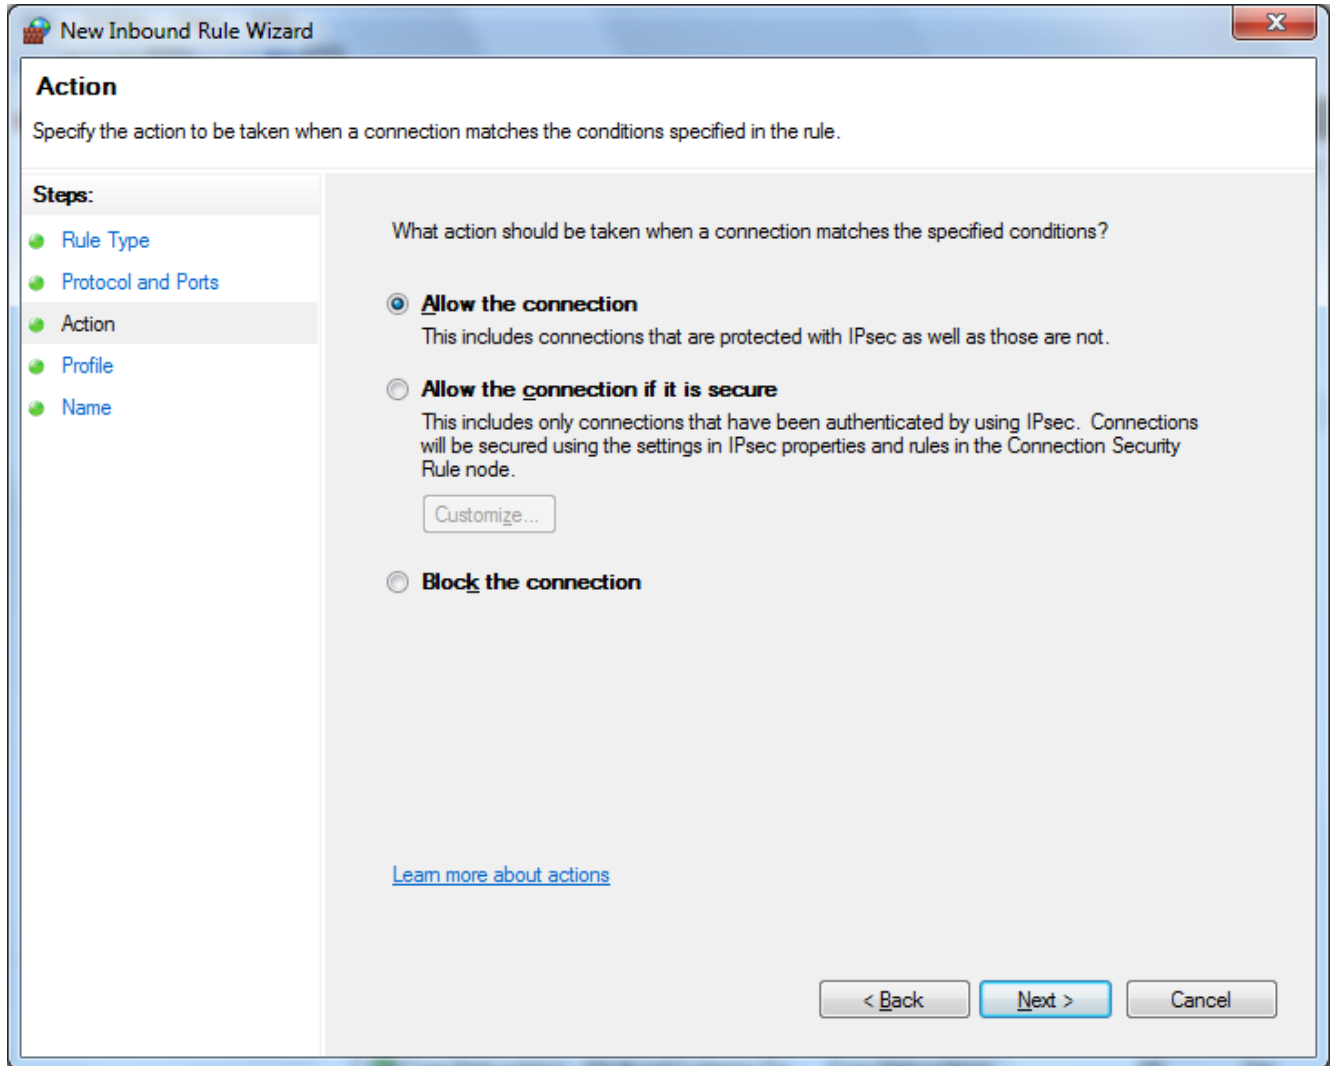 New Inbound Rule Wizard
Action
Specify the action to be taken when a connection matches the conditions specified in the rule.
Steps:
Rule Type
Protocol and Ports
Action
Profile
Name
What action should be taken when a connection matches the specified conditions?
Allow the connection
This includes connections that are protected with IPsec as well as those are not.
Allow the connection if it is secure
This includes only connections that have been authenticated by using IPsec.  Connections
will be secured using the settings in IPsec properties and rules in the Connection Security
Rule node.
Customize...
Block the connection
Learn more about actions
< Back
Next >
Cancel